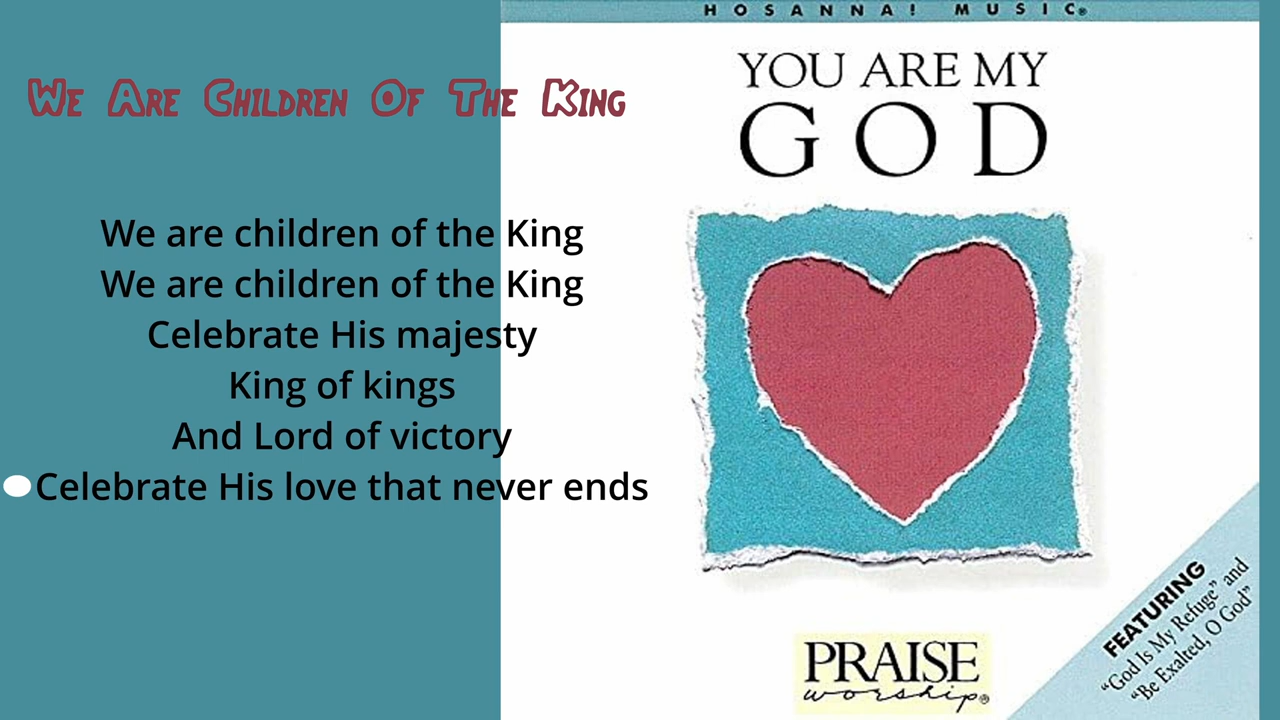 HOSANNA! MUSIC®
YOU ARE MY
GOD
We Are Children Of The King
We are children of the King
We are children of the King
Celebrate His majesty
King of kings
And Lord of victory
Celebrate His love that never ends
FEATURING
“God Is My Refuge” and
“Be Exalted, O God”
PRAISE
worship®